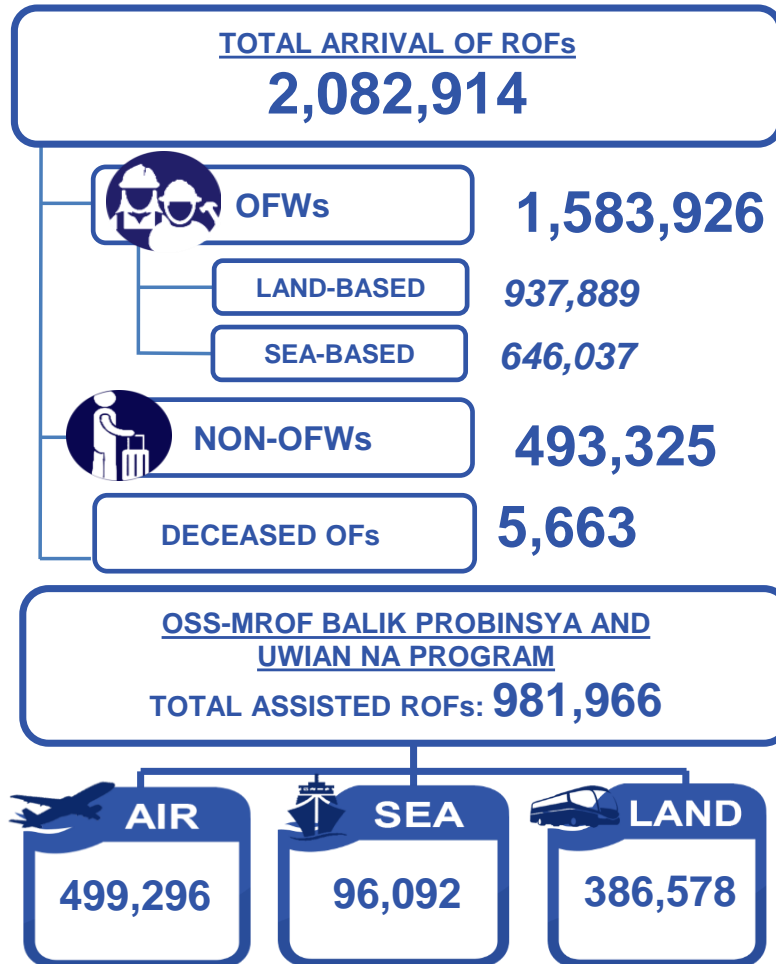 TOTAL ARRIVAL OF ROFs
2,082,914
OFWs 1,583,926
LAND-BASED 937,889
SEA-BASED 646,037
NON-OFWs 493,325
DECEASED OFs 5,663
OSS-MROF BALIK PROBINSYA AND
UWIAN NA PROGRAM
TOTAL ASSISTED ROFs: 981,966
AIR SEA LAND
499,296 96,092 386,578